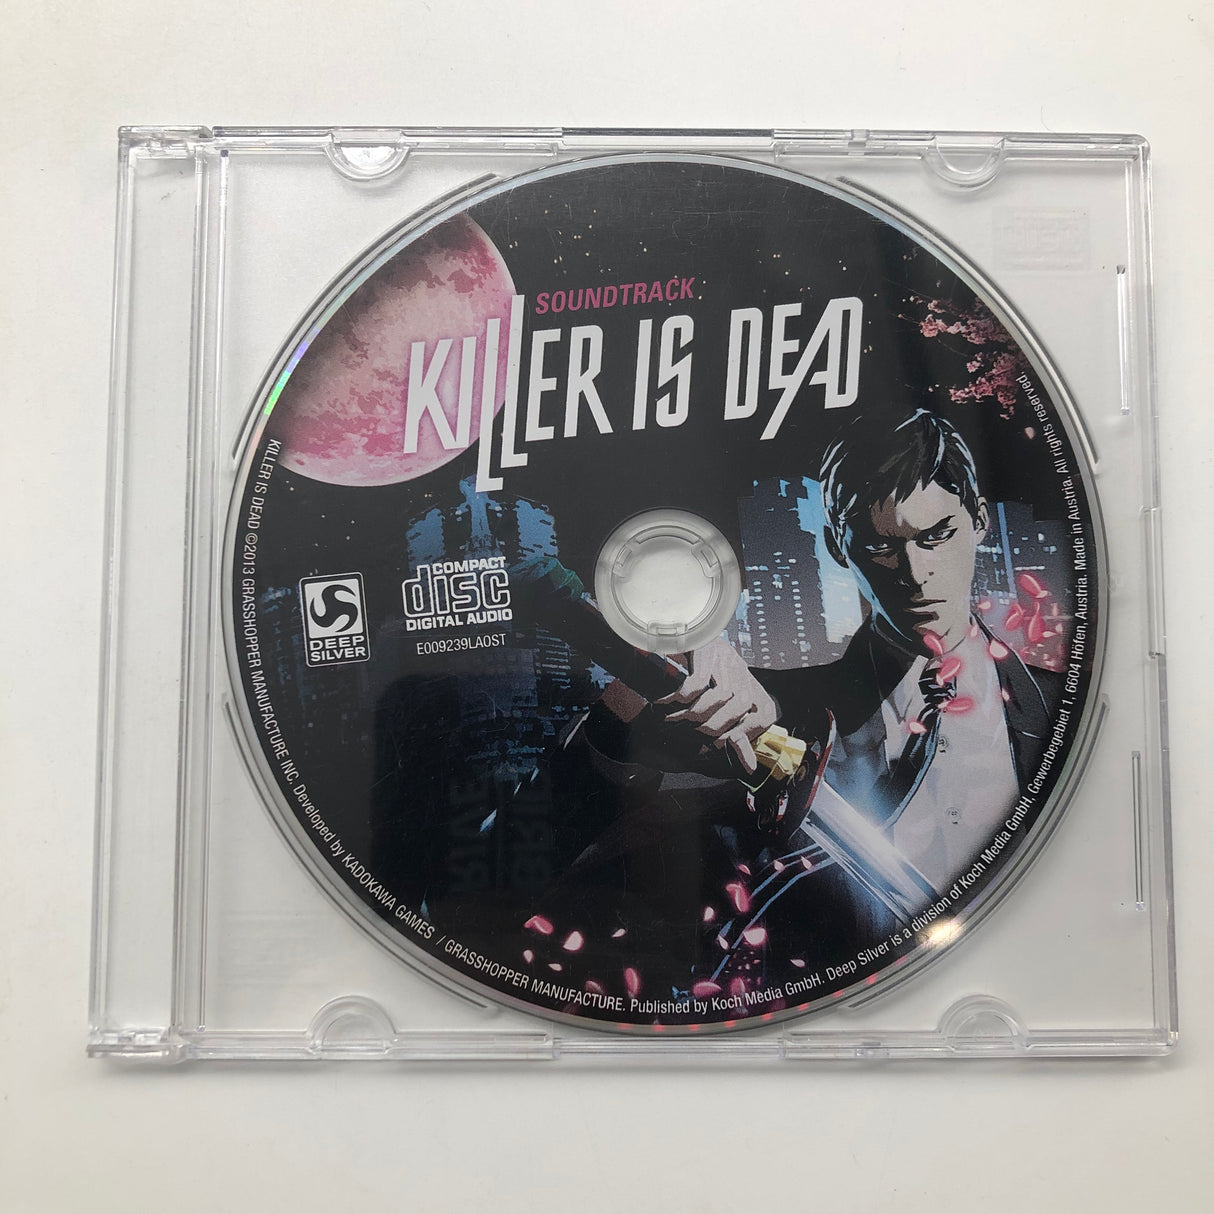 SOUNDTRACK
KILLER IS DEAD
DEEP
SILVER
COMPACT
disc
DIGITAL AUDIO
E009239LAOST
KILLER IS DEAD ©2013 GRASSHOPPER MANUFACTURE INC. Developed by KADOKAWA GAMES / GRASSHOPPER MANUFACTURE. Published by Koch Media GmbH. Deep Silver is a division of Koch Media GmbH, Gewerbegebiet 1, 6604 Höfen, Austria. Made in Austria. All rights reserved.